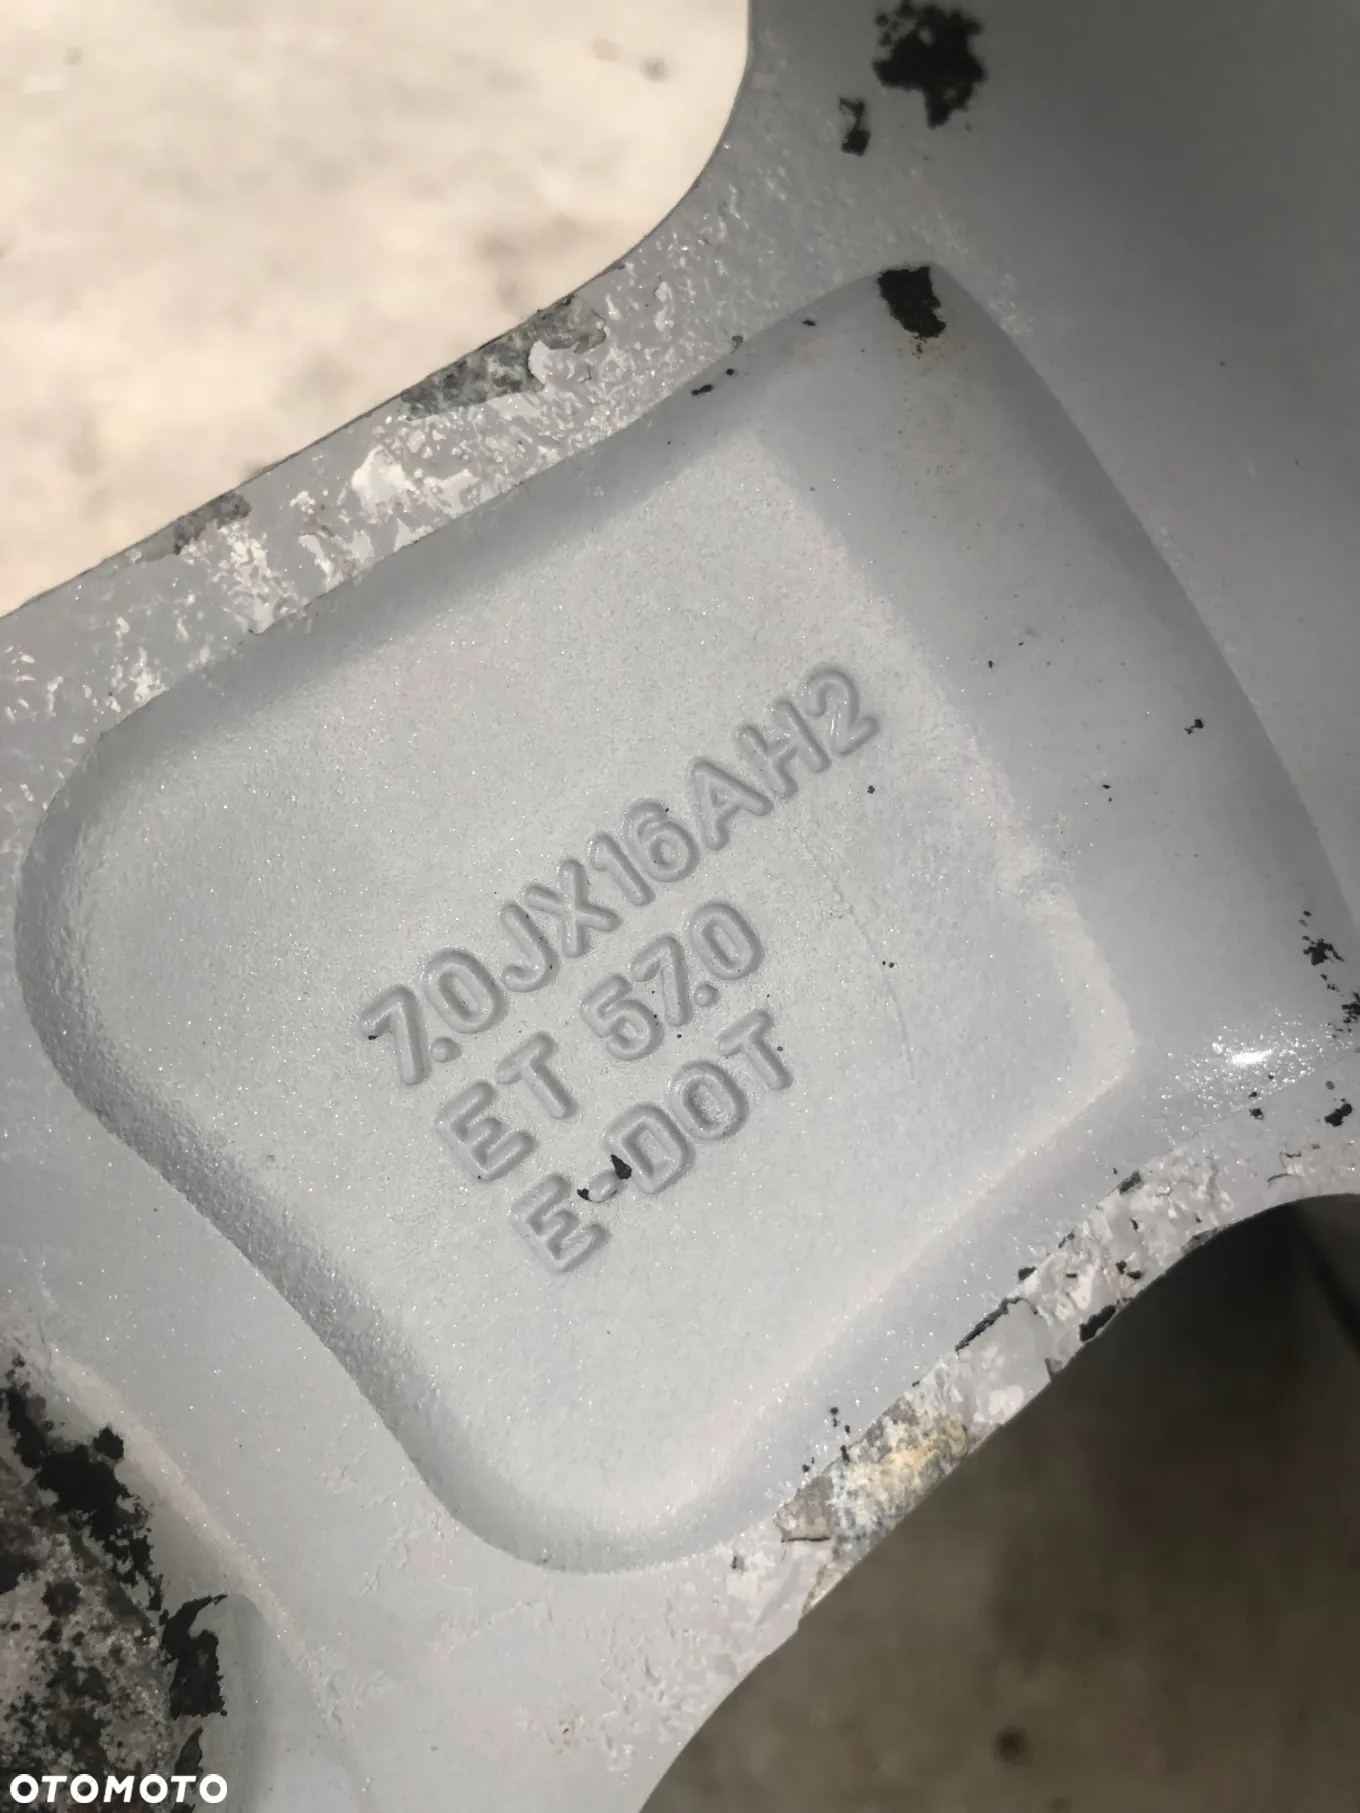 7.0JX16AH2
ET 57.0
E-DOT
OTOMOTO